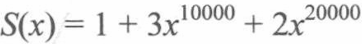 S(x) = 1 + 3x^10000 + 2x^20000